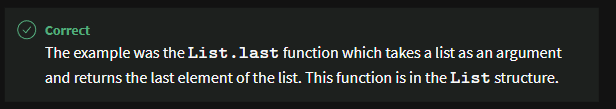 Correct
The example was the List.last function which takes a list as an argument
and returns the last element of the list. This function is in the List structure.